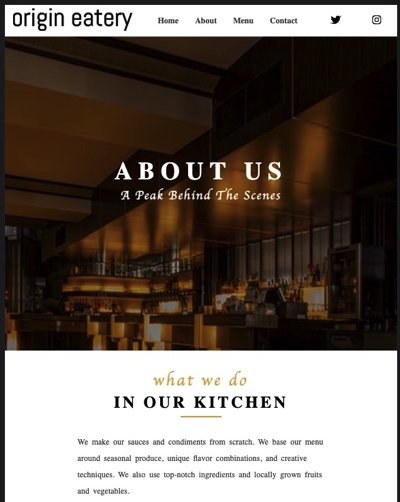 origin eatery Home About Menu Contact
ABOUT US
A Peak Behind The Scenes
what we do
IN OUR KITCHEN
We make our sauces and condiments from scratch. We base our menu
around seasonal produce, unique flavor combinations, and creative
techniques. We also use top-notch ingredients and locally grown fruits
and vegetables.